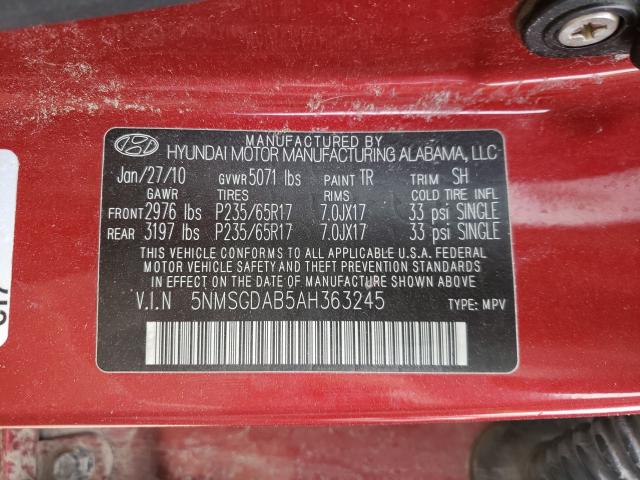 MANUFACTURED BY
HYUNDAI MOTOR MANUFACTURING ALABAMA, LLC
Jan/27/10 GVWR 5071 lbs PAINT TR TRIM SH
GAWR TIRES RIMS COLD TIRE INFL
FRONT 2976 lbs P235/65R17 7.0JX17 33 psi SINGLE
REAR 3197 lbs P235/65R17 7.0JX17 33 psi SINGLE
THIS VEHICLE CONFORMS TO ALL APPLICABLE U.S.A. FEDERAL
MOTOR VEHICLE SAFETY AND THEFT PREVENTION STANDARDS IN
EFFECT ON THE DATE OF MANUFACTURE SHOWN ABOVE
V.I.N 5NMSGDAB5AH363245 TYPE: MPV